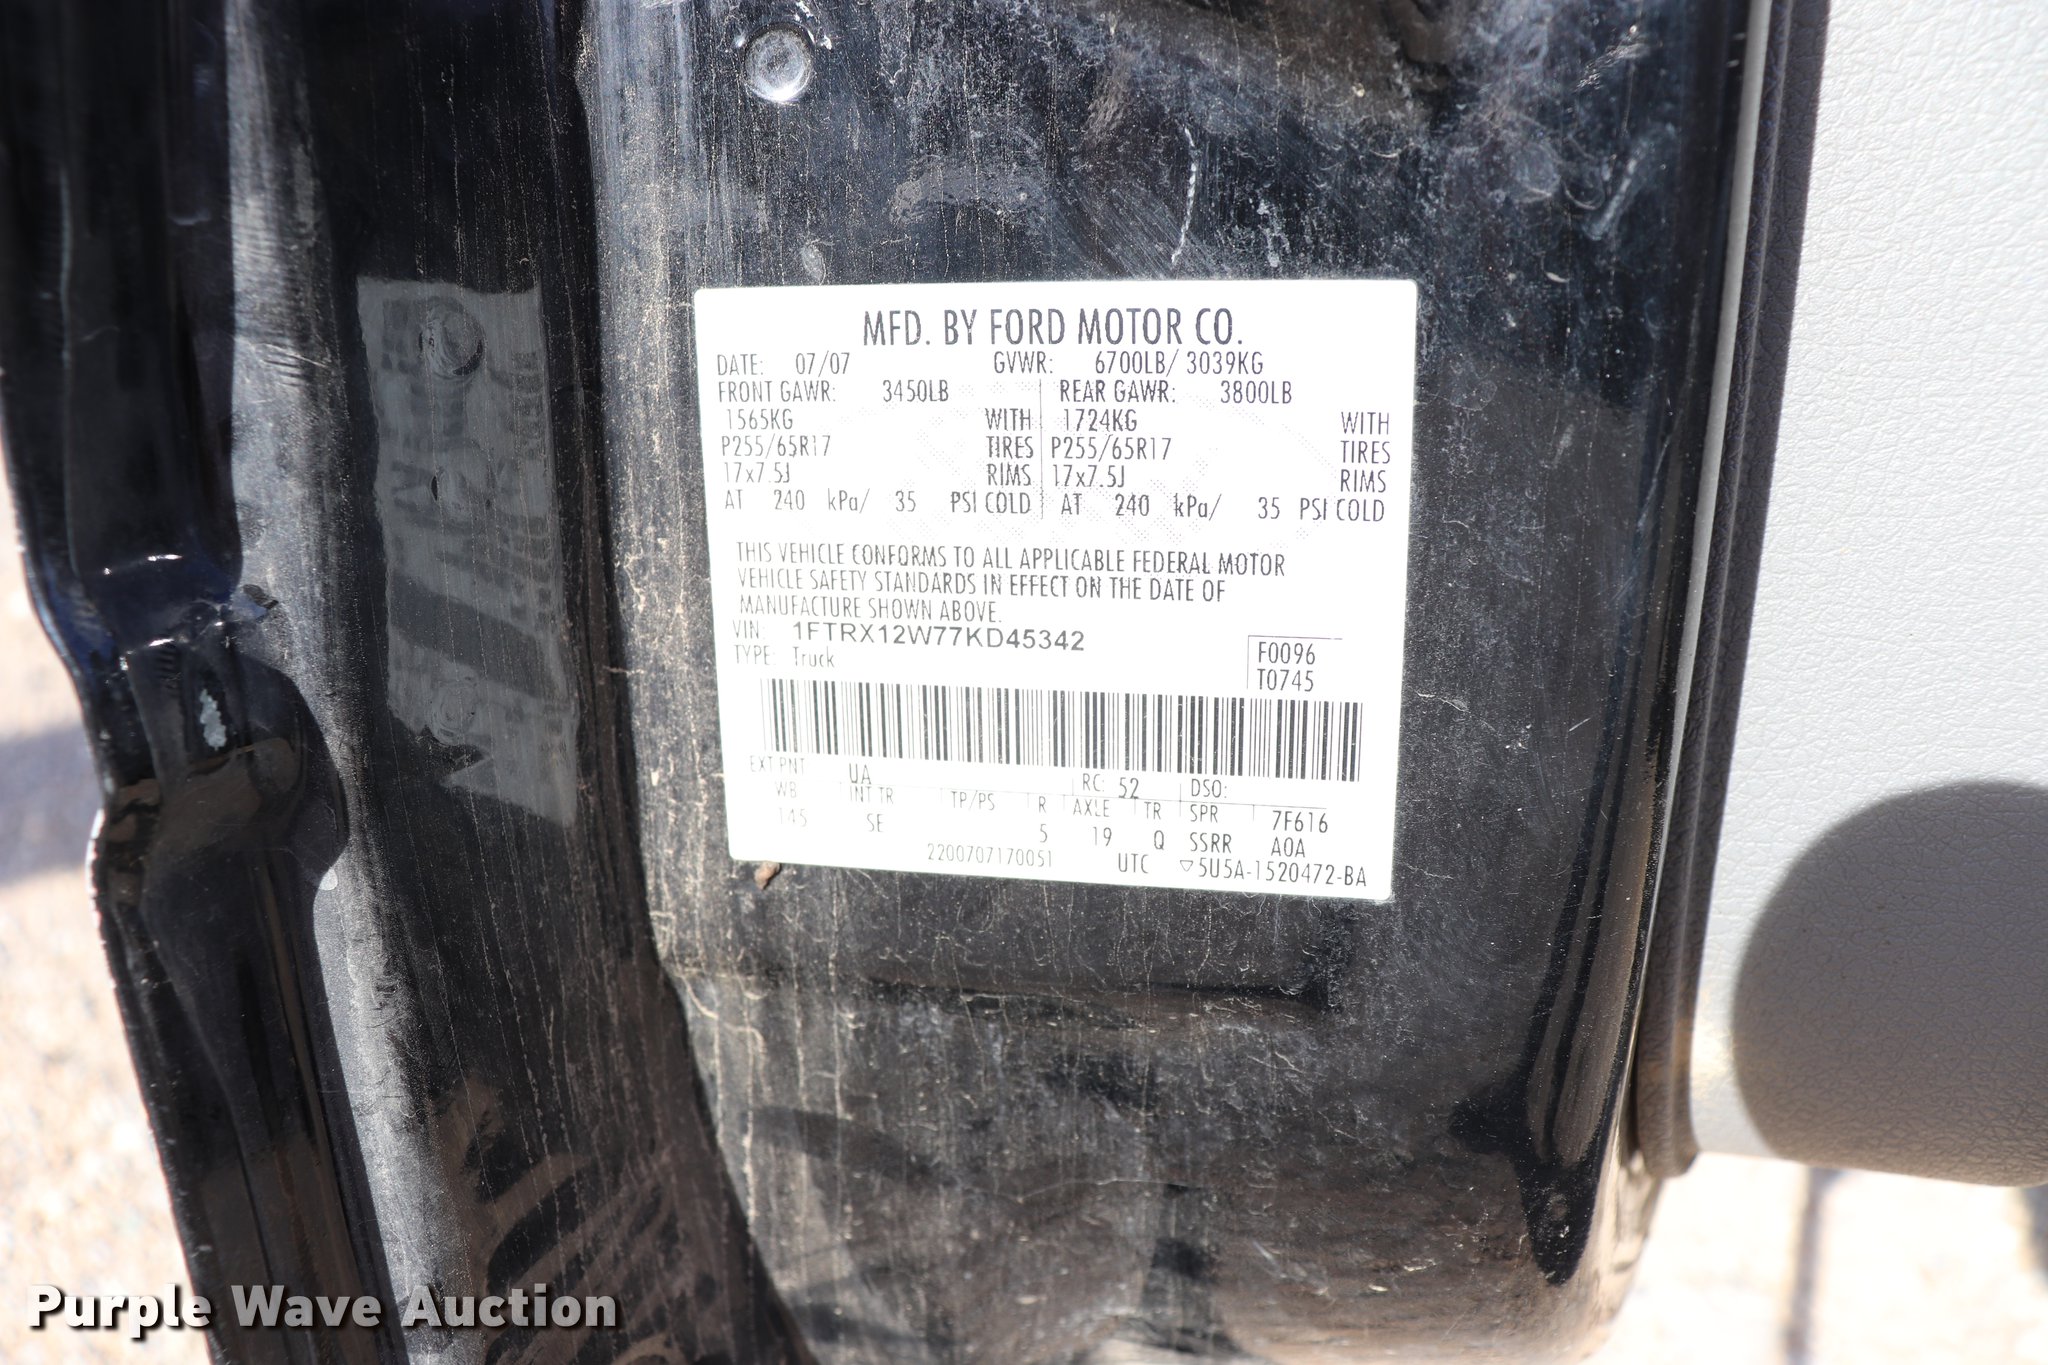 MFD. BY FORD MOTOR CO.
DATE: 07/07 GVWR: 6700LB/ 3039KG
FRONT GAWR: 3450LB REAR GAWR: 3800LB
1565KG WITH 1724KG WITH
P255/65R17 TIRES P255/65R17 TIRES
17x7.5J RIMS 17x7.5J RIMS
AT 240 kPa/ 35 PSI COLD AT 240 kPa/ 35 PSI COLD
THIS VEHICLE CONFORMS TO ALL APPLICABLE FEDERAL MOTOR
VEHICLE SAFETY STANDARDS IN EFFECT ON THE DATE OF
MANUFACTURE SHOWN ABOVE.
VIN: 1FTRX12W77KD45342
TYPE: Truck
F0096
T0745
EXT PNT UA RC: 52 DSO:
WB INT TR TP/PS R AXLE TR SPR 7F616
145 SE 5 19 Q SSRR A0A
2200707170051 UTC ▽5U5A-1520472-BA
Purple Wave Auction